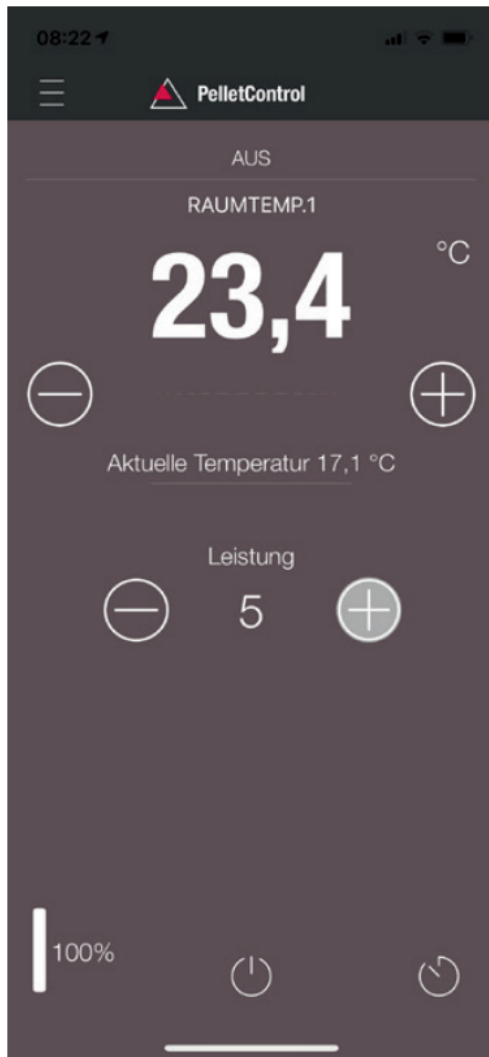 08:22
PelletControl
AUS
RAUMTEMP.1
°C
23,4
Aktuelle Temperatur 17,1 °C
Leistung
5
100%